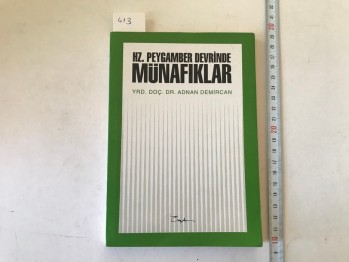 613
HZ. PEYGAMBER DEVRİNDE
MÜNAFIKLAR
YRD. DOÇ. DR. ADNAN DEMİRCAN